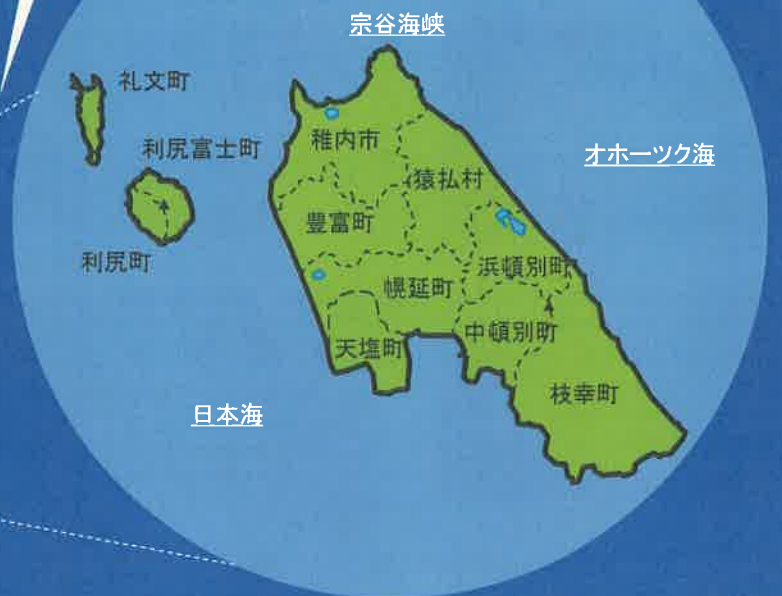 宗谷海峡
礼文町
利尻富士町
稚内市
オホーツク海
猿払村
豊富町
利尻町
浜頓別町
幌延町
中頓別町
天塩町
枝幸町
日本海